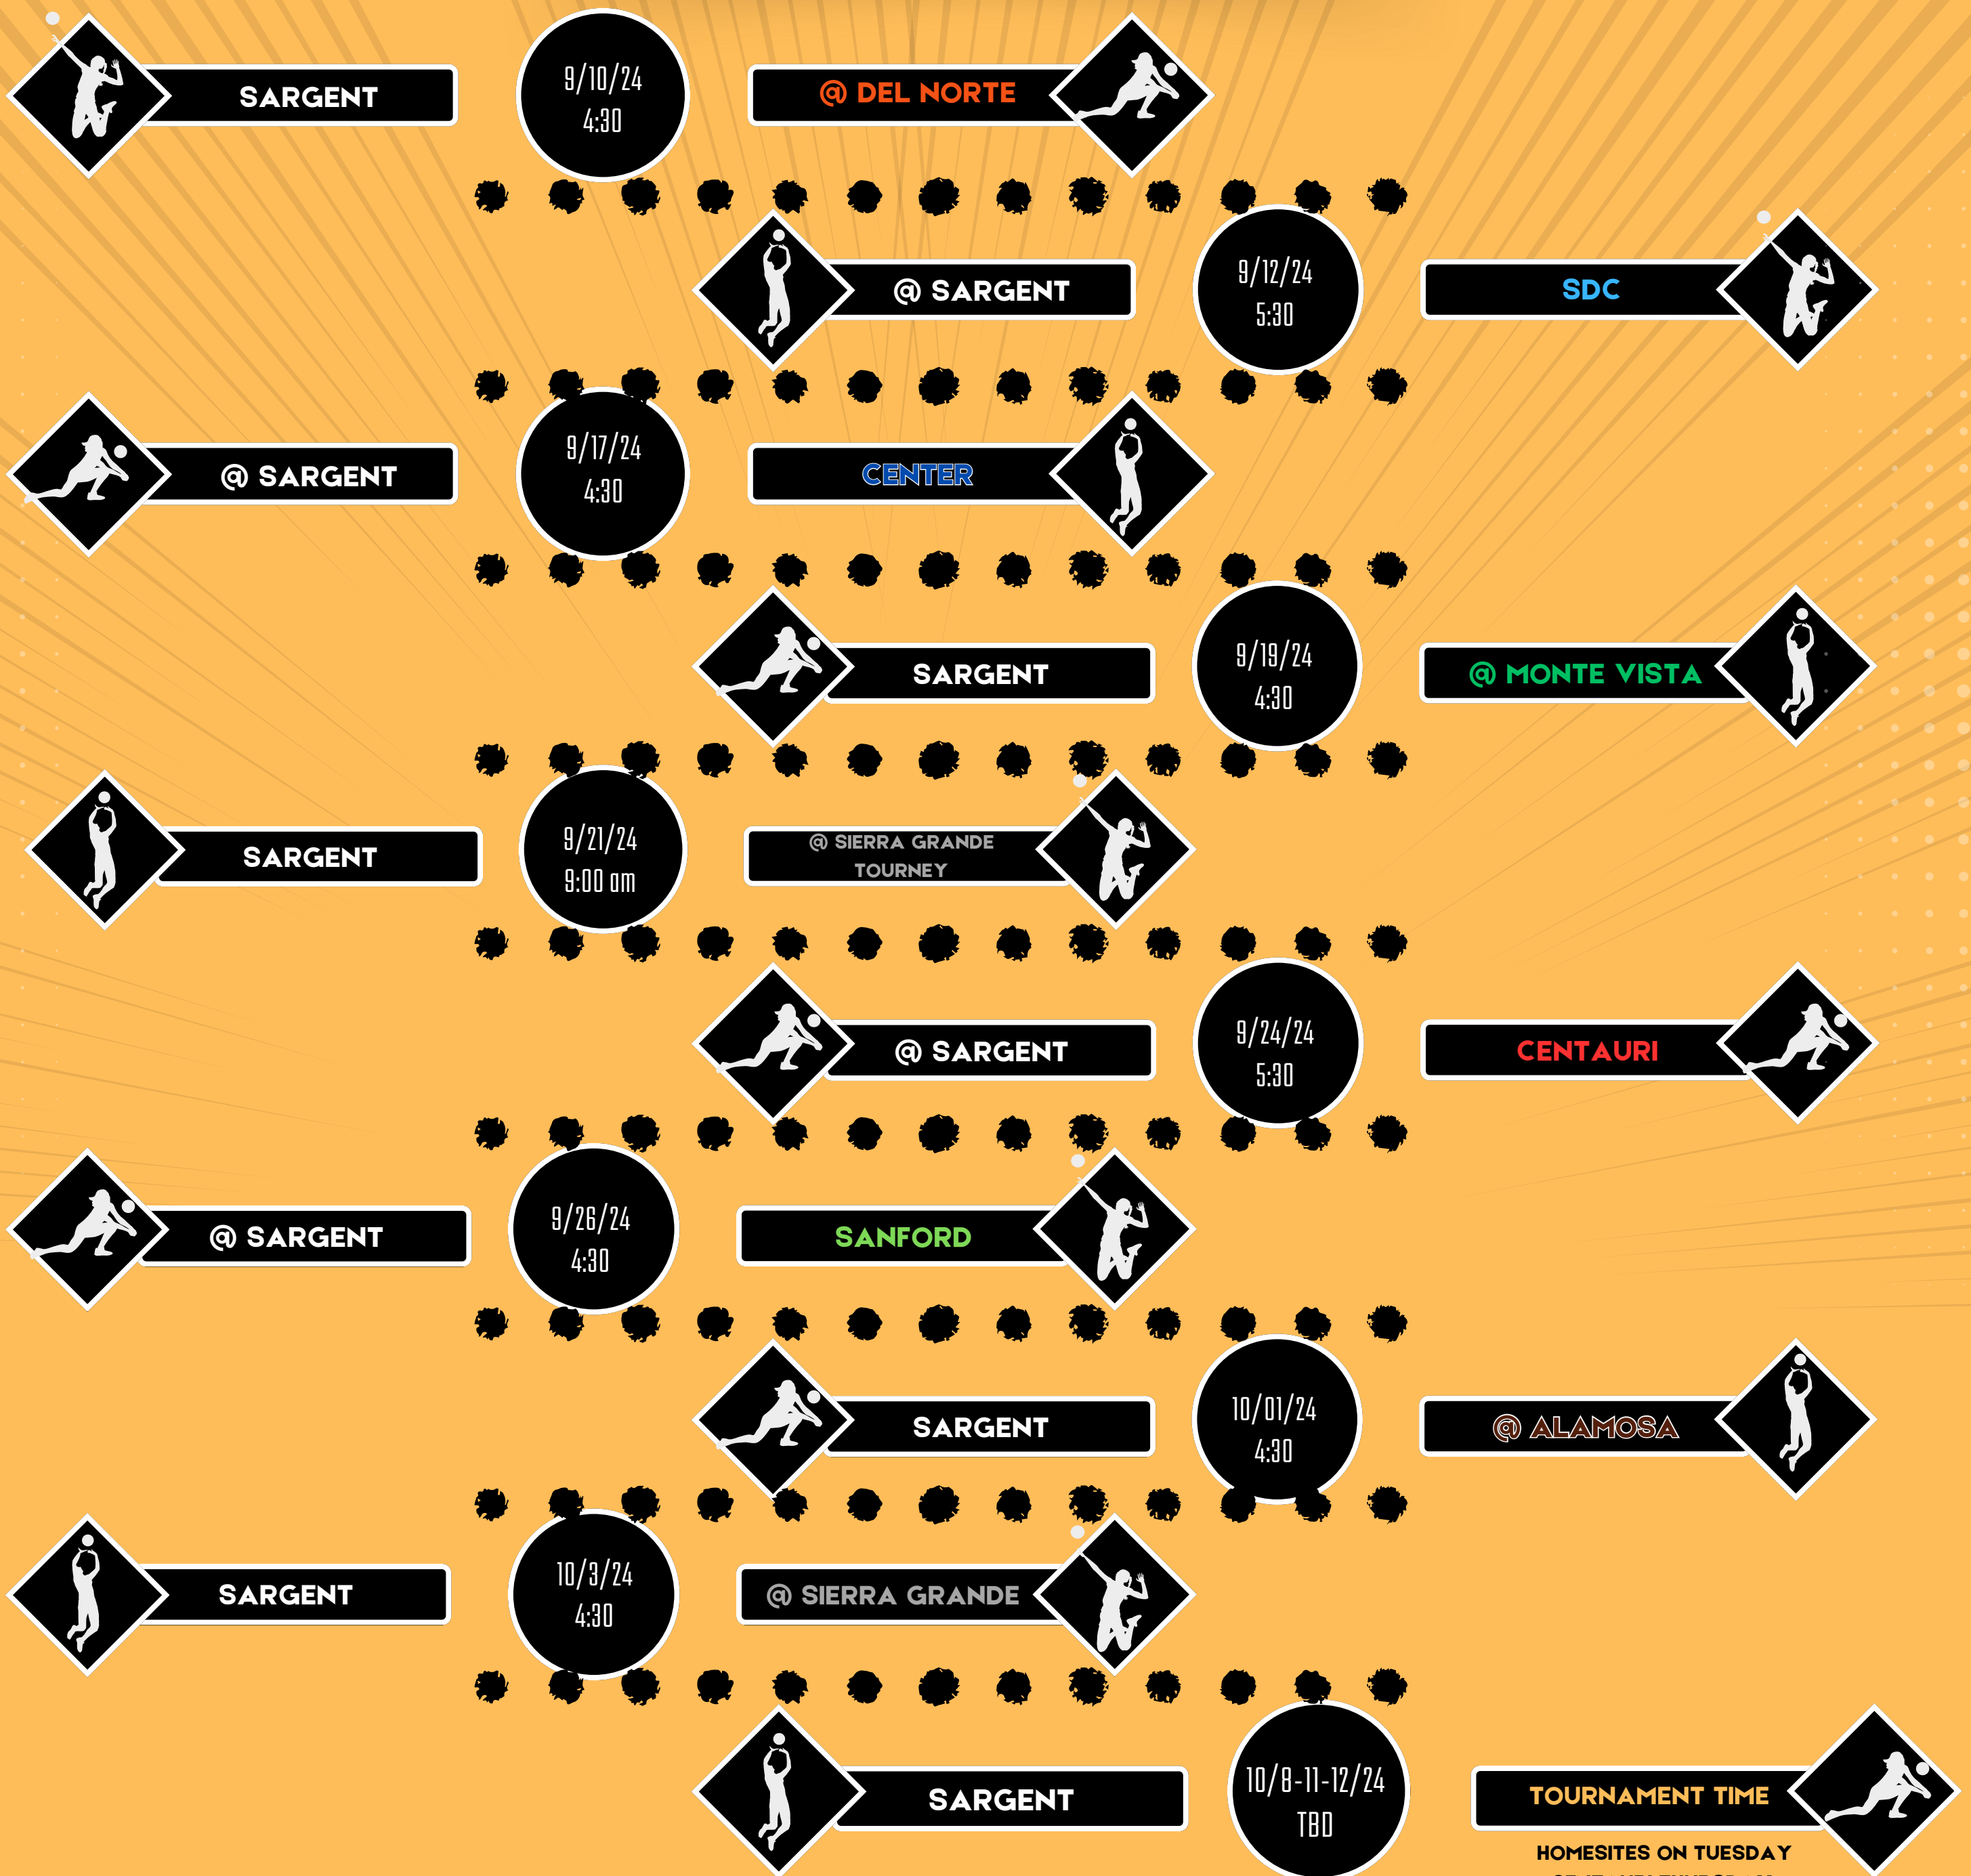 SARGENT
9/10/24
4:30
@ DEL NORTE
@ SARGENT
9/12/24
5:30
SDC
@ SARGENT
9/17/24
4:30
CENTER
SARGENT
9/19/24
4:30
@ MONTE VISTA
SARGENT
9/21/24
9:00 am
@ SIERRA GRANDE
TOURNEY
@ SARGENT
9/24/24
5:30
CENTAURI
@ SARGENT
9/26/24
4:30
SANFORD
SARGENT
10/01/24
4:30
@ ALAMOSA
SARGENT
10/3/24
4:30
@ SIERRA GRANDE
SARGENT
10/8-11-12/24
TBD
TOURNAMENT TIME
HOMESITES ON TUESDAY